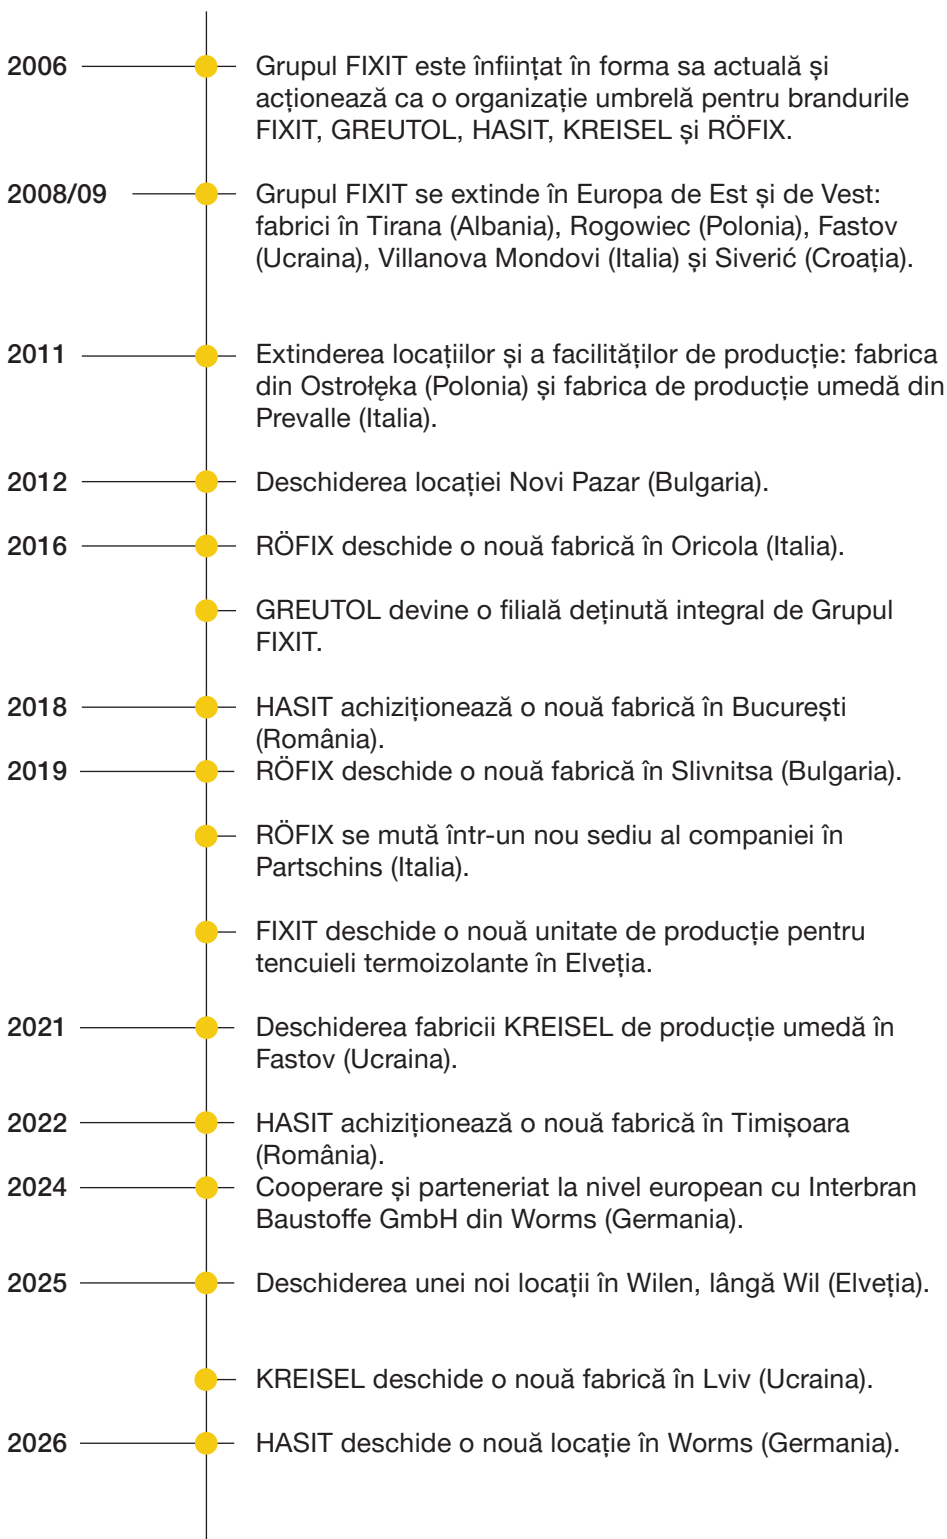 2006 Grupul FIXIT este înființat în forma sa actuală și
acționează ca o organizație umbrelă pentru brandurile
FIXIT, GREUTOL, HASIT, KREISEL și RÖFIX.
2008/09 Grupul FIXIT se extinde în Europa de Est și de Vest:
fabrici în Tirana (Albania), Rogowiec (Polonia), Fastov
(Ucraina), Villanova Mondovi (Italia) și Siverić (Croația).
2011 Extinderea locațiilor și a facilităților de producție: fabrica
din Ostrołęka (Polonia) și fabrica de producție umedă din
Prevalle (Italia).
2012 Deschiderea locației Novi Pazar (Bulgaria).
2016 RÖFIX deschide o nouă fabrică în Oricola (Italia).
GREUTOL devine o filială deținută integral de Grupul
FIXIT.
2018 HASIT achiziționează o nouă fabrică în București
(România).
2019 RÖFIX deschide o nouă fabrică în Slivnitsa (Bulgaria).
RÖFIX se mută într-un nou sediu al companiei în
Partschins (Italia).
FIXIT deschide o nouă unitate de producție pentru
tencuieli termoizolante în Elveția.
2021 Deschiderea fabricii KREISEL de producție umedă în
Fastov (Ucraina).
2022 HASIT achiziționează o nouă fabrică în Timișoara
(România).
2024 Cooperare și parteneriat la nivel european cu Interbran
Baustoffe GmbH din Worms (Germania).
2025 Deschiderea unei noi locații în Wilen, lângă Wil (Elveția).
KREISEL deschide o nouă fabrică în Lviv (Ucraina).
2026 HASIT deschide o nouă locație în Worms (Germania).